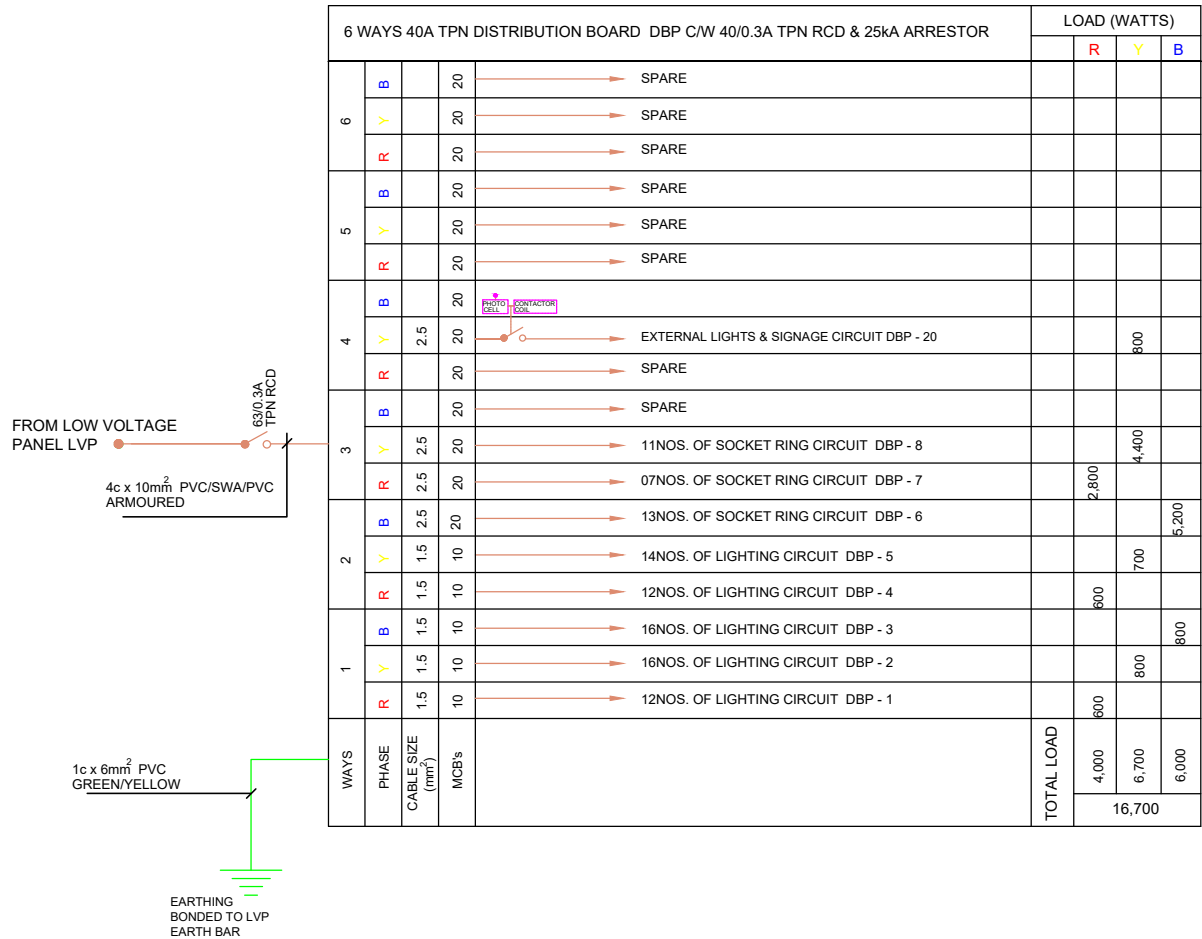 6 WAYS 40A TPN DISTRIBUTION BOARD DBP C/W 40/0.3A TPN RCD & 25kA ARRESTOR
LOAD (WATTS)
R Y B
6 B 20 SPARE
Y 20 SPARE
R 20 SPARE
5 B 20 SPARE
Y 20 SPARE
R 20 SPARE
4 B 20
PHOTO CELL
CONTACTOR COIL
Y 2.5 20 EXTERNAL LIGHTS & SIGNAGE CIRCUIT DBP - 20 800
R 20 SPARE
3 B 20 SPARE
Y 2.5 20 11NOS. OF SOCKET RING CIRCUIT DBP - 8 4,400
R 2.5 20 07NOS. OF SOCKET RING CIRCUIT DBP - 7 2,800
2 B 2.5 20 13NOS. OF SOCKET RING CIRCUIT DBP - 6 5,200
Y 1.5 10 14NOS. OF LIGHTING CIRCUIT DBP - 5 700
R 1.5 10 12NOS. OF LIGHTING CIRCUIT DBP - 4 600
1 B 1.5 10 16NOS. OF LIGHTING CIRCUIT DBP - 3 800
Y 1.5 10 16NOS. OF LIGHTING CIRCUIT DBP - 2 800
R 1.5 10 12NOS. OF LIGHTING CIRCUIT DBP - 1 600
WAYS PHASE CABLE SIZE (mm²) MCB's TOTAL LOAD 4,000 6,700 6,000
16,700
FROM LOW VOLTAGE
PANEL LVP
63/0.3A
TPN RCD
4c x 10mm² PVC/SWA/PVC
ARMOURED
1c x 6mm² PVC
GREEN/YELLOW
EARTHING
BONDED TO LVP
EARTH BAR